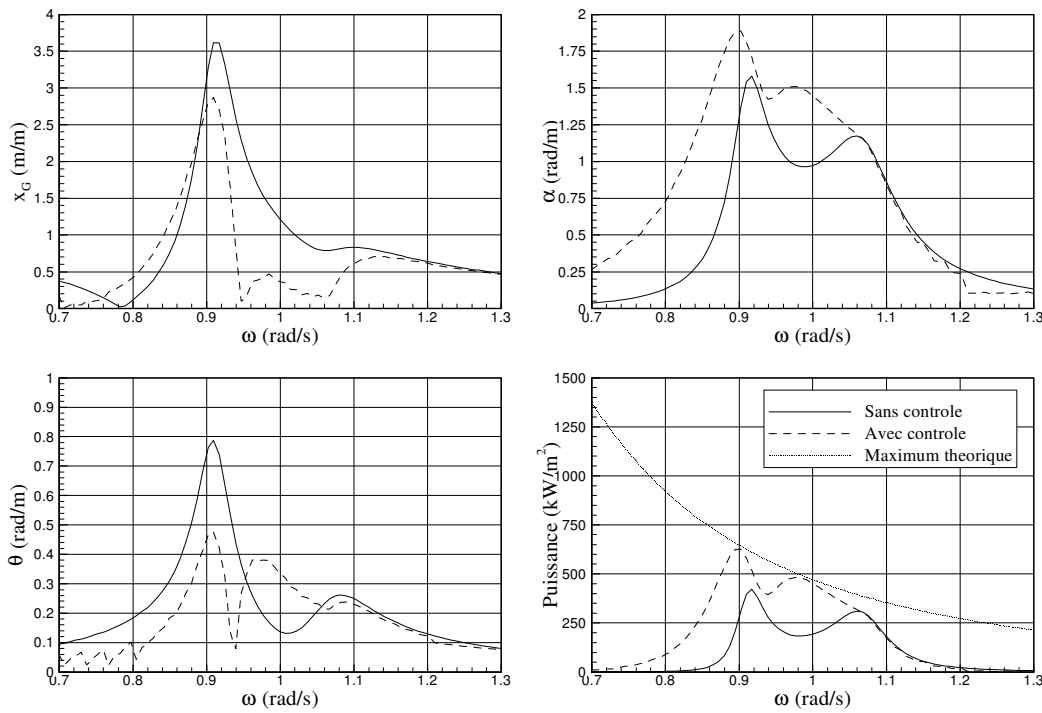 4
3.5
3
2.5
2
1.5
1
0.5
0
x_G (m/m)
0.7 0.8 0.9 1 1.1 1.2 1.3
ω (rad/s)
2
1.75
1.5
1.25
1
0.75
0.5
0.25
0
α (rad/m)
0.7 0.8 0.9 1 1.1 1.2 1.3
ω (rad/s)
1
0.9
0.8
0.7
0.6
0.5
0.4
0.3
0.2
0.1
0
θ (rad/m)
0.7 0.8 0.9 1 1.1 1.2 1.3
ω (rad/s)
1500
1250
1000
750
500
250
0
Puissance (kW/m²)
Sans controle
Avec controle
Maximum theorique
0.7 0.8 0.9 1 1.1 1.2 1.3
ω (rad/s)